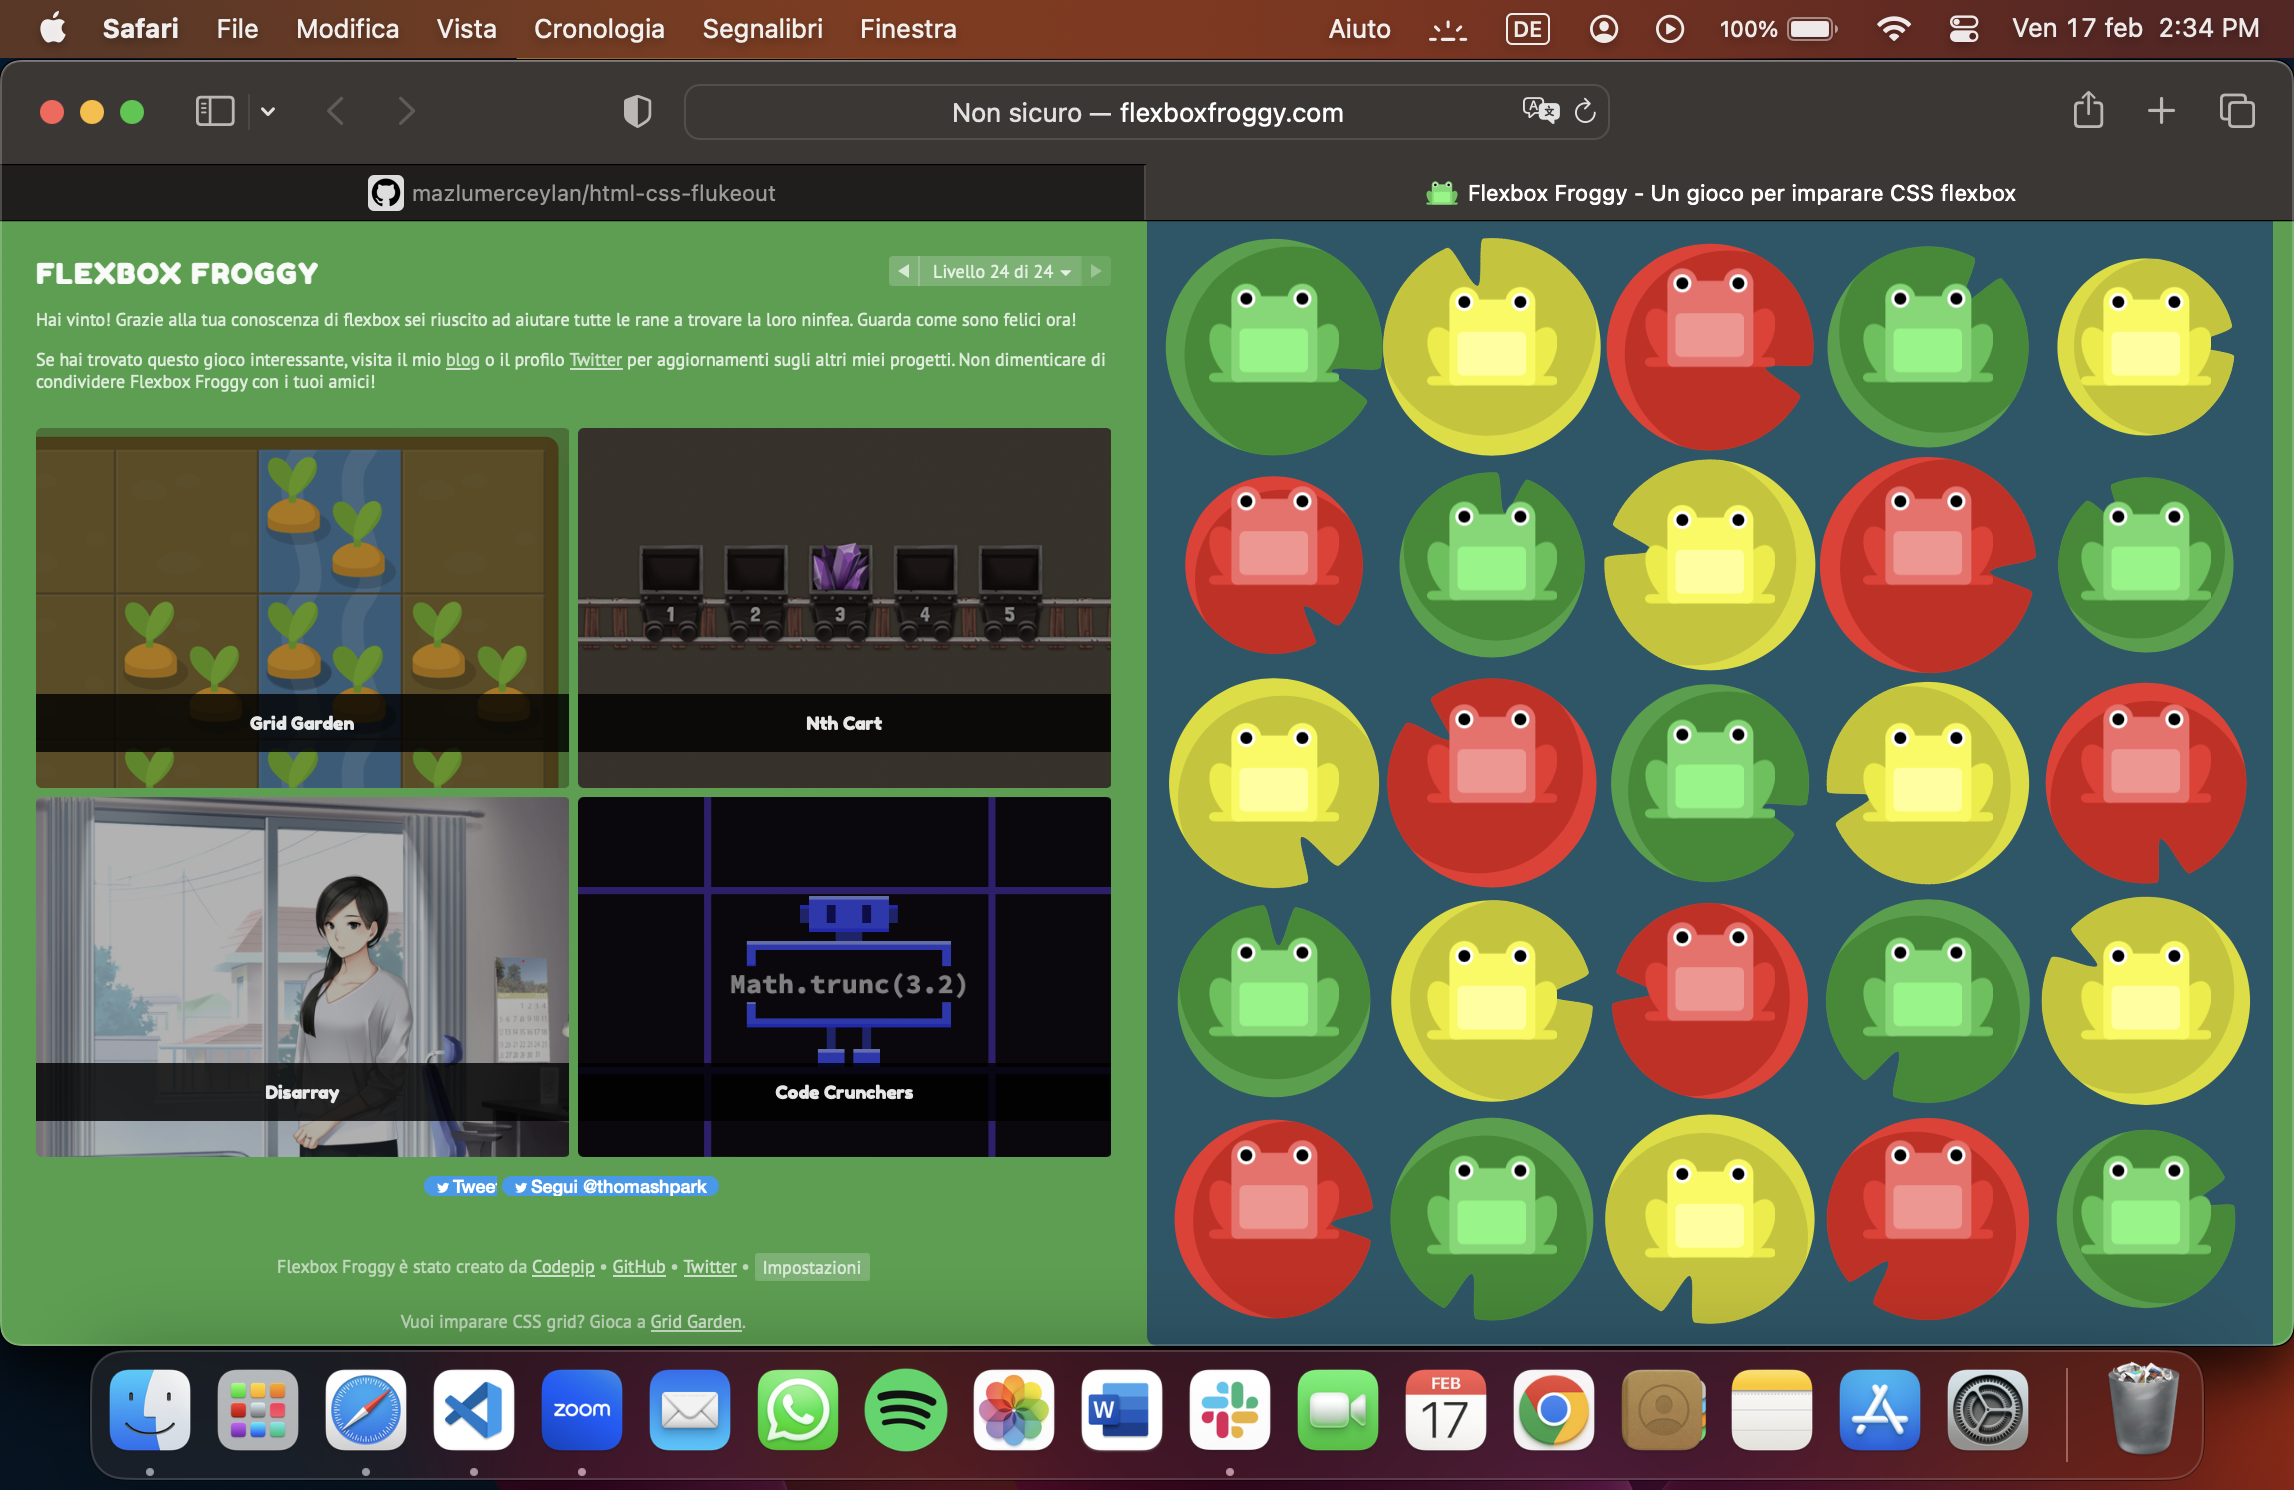 Safari File Modifica Vista Cronologia Segnalibri Finestra Aiuto DE 100% Ven 17 feb 2:34 PM
Non sicuro — flexboxfroggy.com
mazlumerceylan/html-css-flukeout
Flexbox Froggy - Un gioco per imparare CSS flexbox
FLEXBOX FROGGY
Livello 24 di 24
Hai vinto! Grazie alla tua conoscenza di flexbox sei riuscito ad aiutare tutte le rane a trovare la loro ninfea. Guarda come sono felici ora!
Se hai trovato questo gioco interessante, visita il mio blog o il profilo Twitter per aggiornamenti sugli altri miei progetti. Non dimenticare di
condividere Flexbox Froggy con i tuoi amici!
1 2 3 4 5
Grid Garden
Nth Cart
Math.trunc(3.2)
Disarray
Code Crunchers
Tweet
Segui @thomashpark
Flexbox Froggy è stato creato da Codepip • GitHub • Twitter • Impostazioni
Vuoi imparare CSS grid? Gioca a Grid Garden.
zoom
W
FEB
17